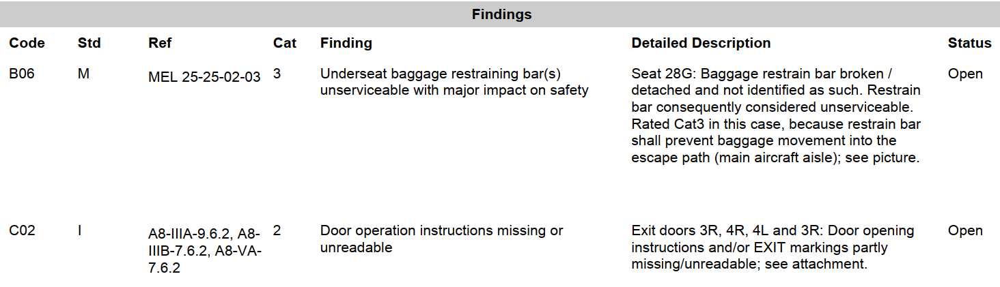 Findings
Code Std Ref Cat Finding Detailed Description Status
B06 M MEL 25-25-02-03 3 Underseat baggage restraining bar(s) Seat 28G: Baggage restrain bar broken / Open
unserviceable with major impact on safety detached and not identified as such. Restrain
bar consequently considered unserviceable.
Rated Cat3 in this case, because restrain bar
shall prevent baggage movement into the
escape path (main aircraft aisle); see picture.
C02 I A8-IIIA-9.6.2, A8- 2 Door operation instructions missing or Exit doors 3R, 4R, 4L and 3R: Door opening Open
IIIB-7.6.2, A8-VA- unreadable instructions and/or EXIT markings partly
7.6.2 missing/unreadable; see attachment.